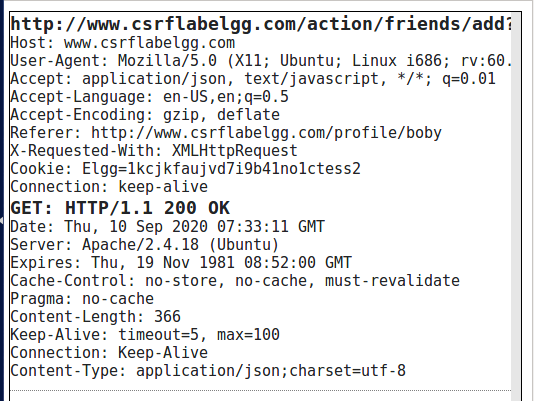 http://www.csrflabelgg.com/action/friends/add?
Host: www.csrflabelgg.com
User-Agent: Mozilla/5.0 (X11; Ubuntu; Linux i686; rv:60.
Accept: application/json, text/javascript, */*; q=0.01
Accept-Language: en-US,en;q=0.5
Accept-Encoding: gzip, deflate
Referer: http://www.csrflabelgg.com/profile/boby
X-Requested-With: XMLHttpRequest
Cookie: Elgg=1kcjkfaujvd7i9b41no1ctess2
Connection: keep-alive
GET: HTTP/1.1 200 OK
Date: Thu, 10 Sep 2020 07:33:11 GMT
Server: Apache/2.4.18 (Ubuntu)
Expires: Thu, 19 Nov 1981 08:52:00 GMT
Cache-Control: no-store, no-cache, must-revalidate
Pragma: no-cache
Content-Length: 366
Keep-Alive: timeout=5, max=100
Connection: Keep-Alive
Content-Type: application/json;charset=utf-8